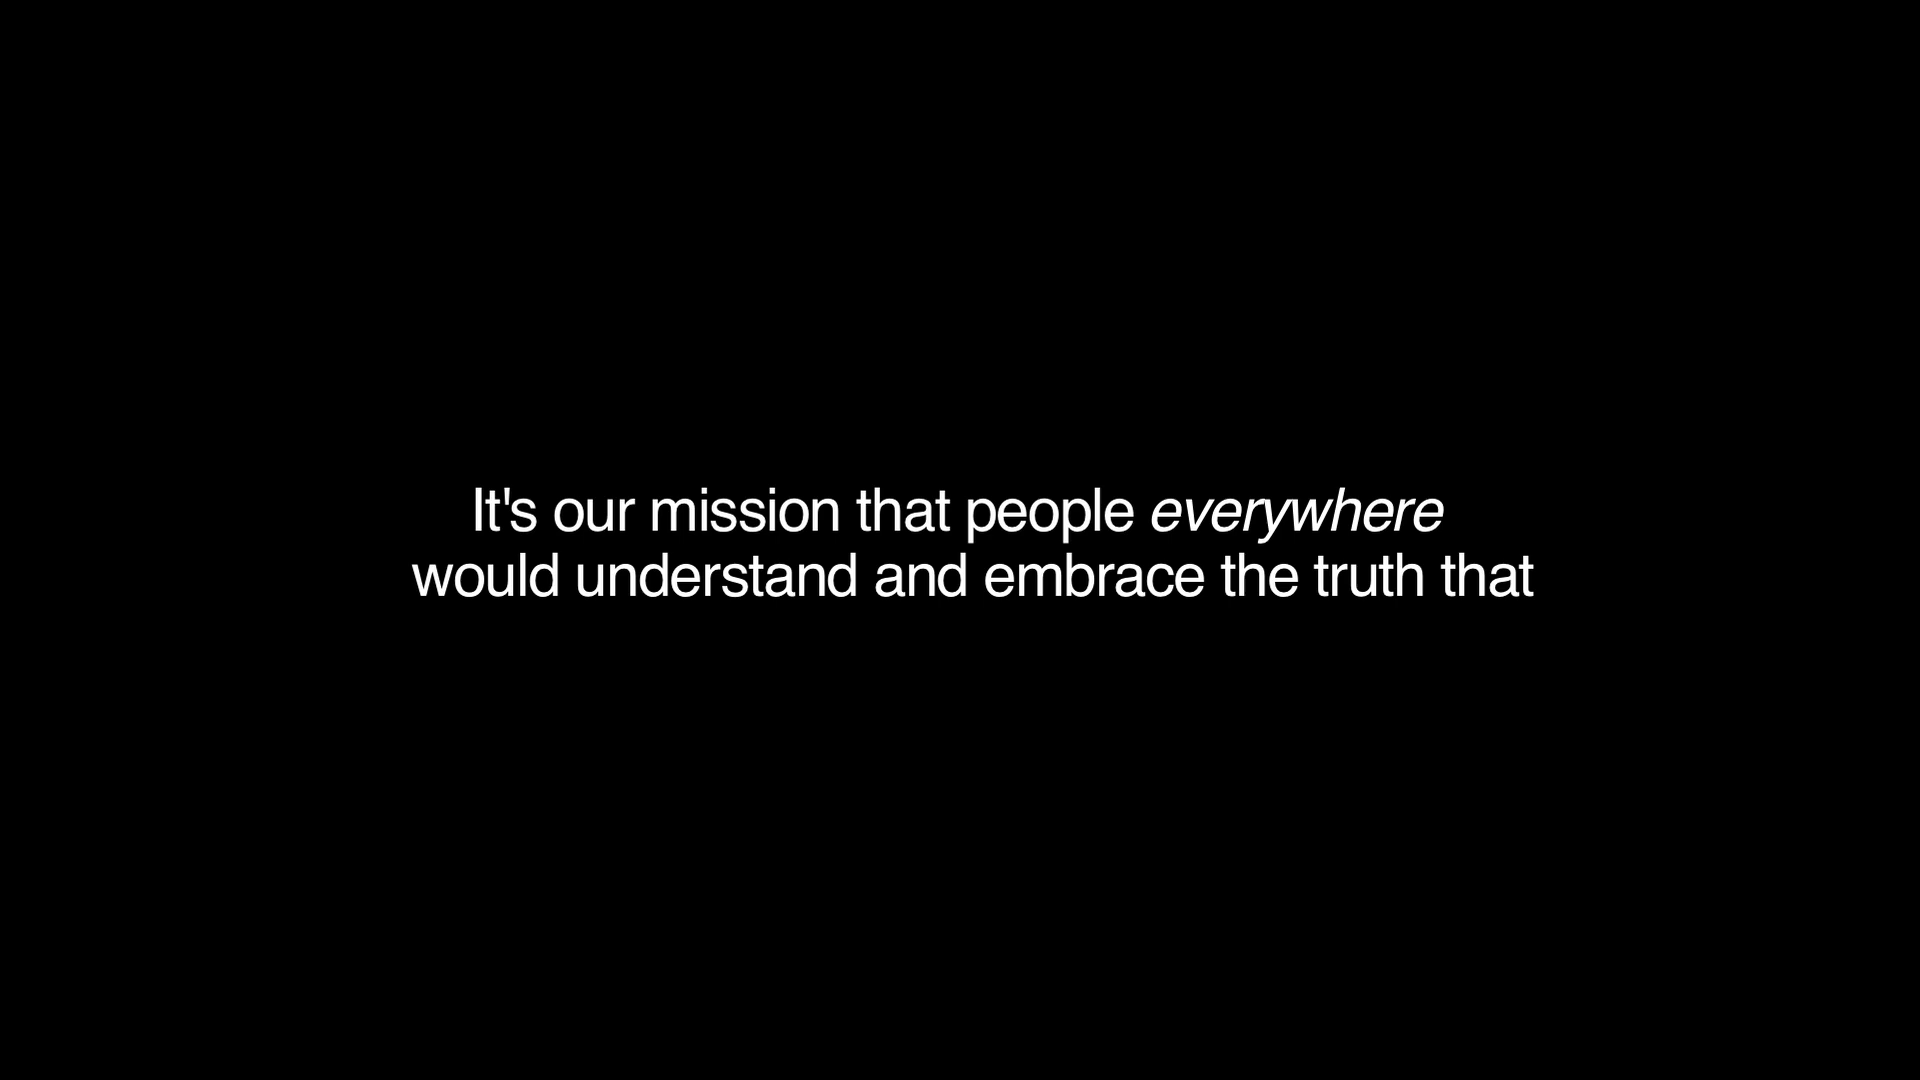 It's our mission that people everywhere
would understand and embrace the truth that